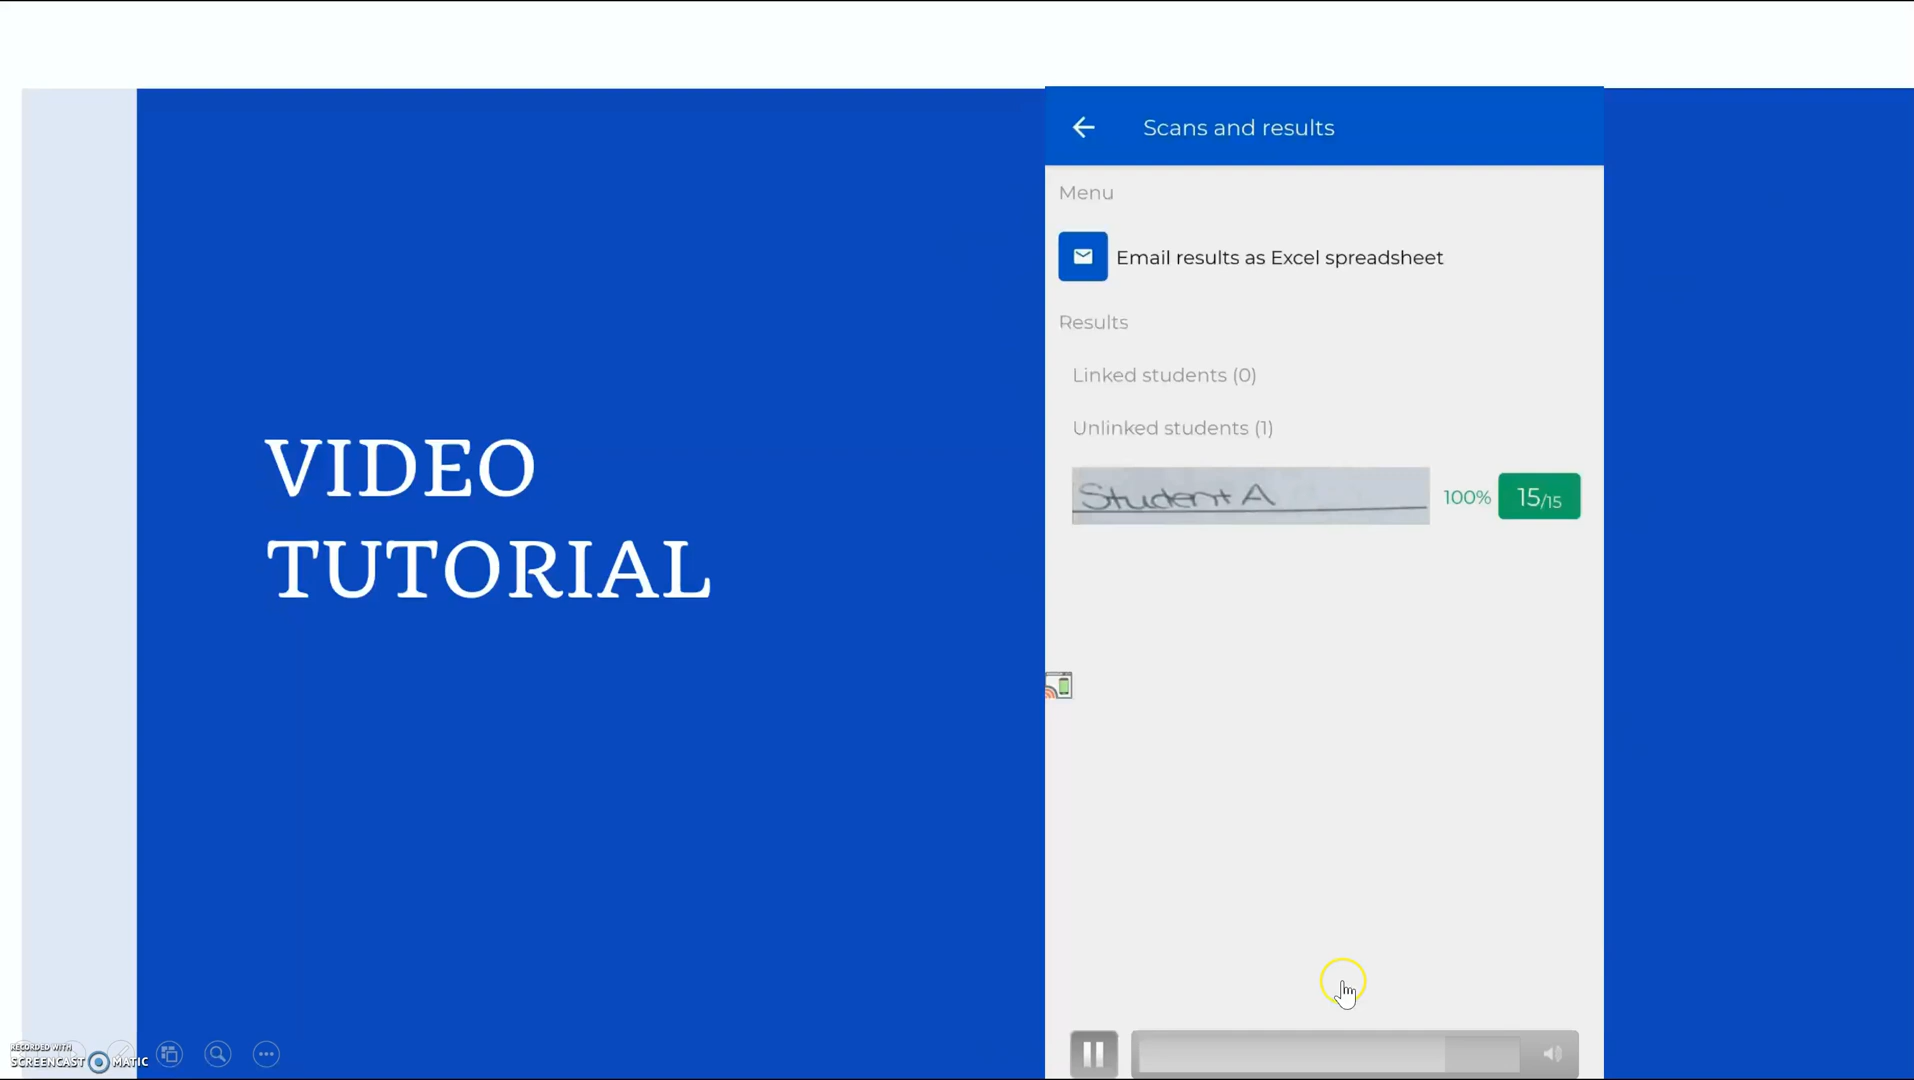 VIDEO
TUTORIAL
Scans and results
Menu
Email results as Excel spreadsheet
Results
Linked students (0)
Unlinked students (1)
Student A
100%
15/15
RECORDED WITH
SCREENCAST MATIC